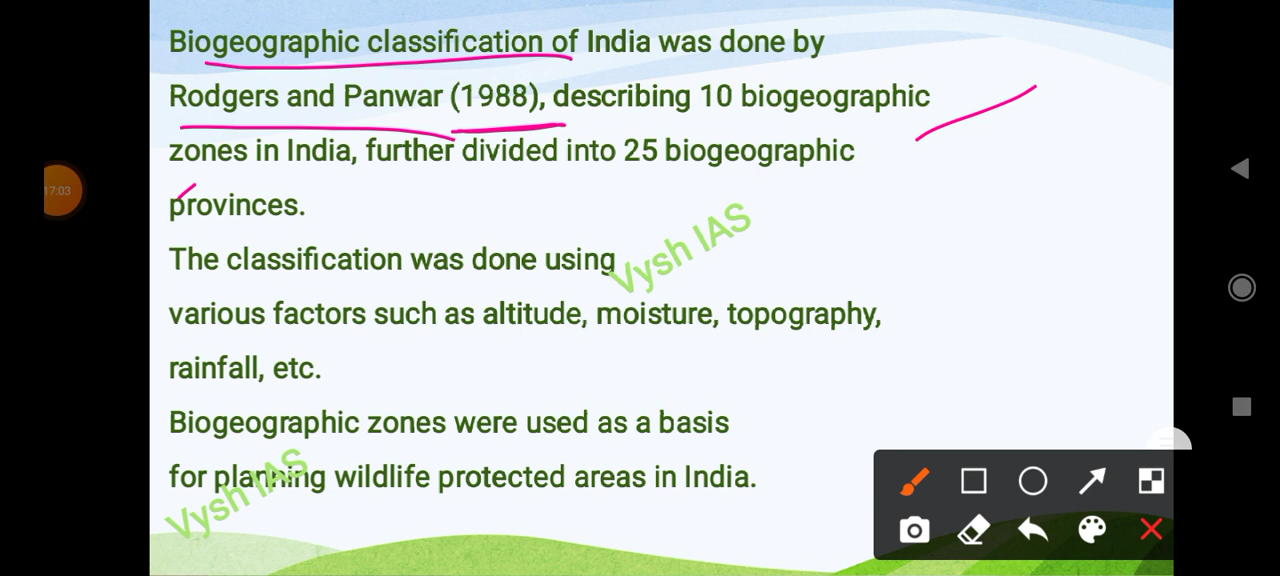 Biogeographic classification of India was done by
Rodgers and Panwar (1988), describing 10 biogeographic
zones in India, further divided into 25 biogeographic
17:03
provinces.
Vysh IAS
The classification was done using
various factors such as altitude, moisture, topography,
rainfall, etc.
Biogeographic zones were used as a basis
for planning wildlife protected areas in India.
Vysh IAS